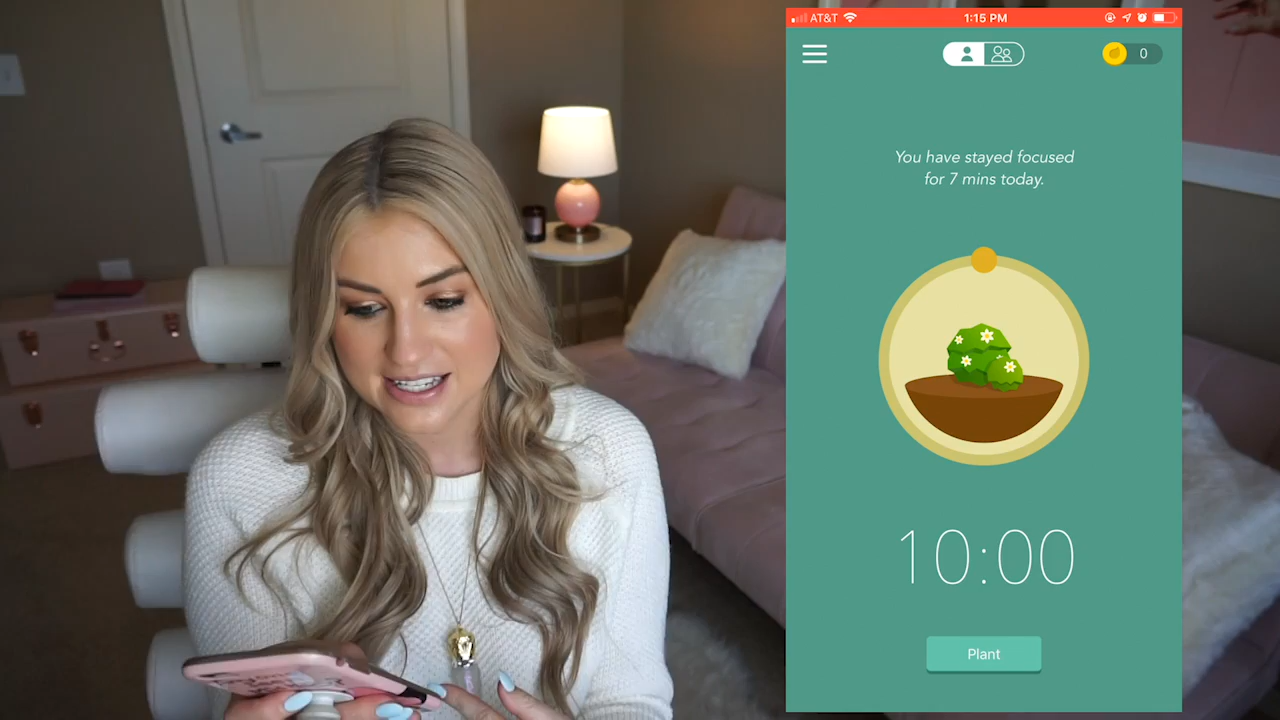 AT&T
1:15 PM
0
You have stayed focused
for 7 mins today.
10:00
Plant